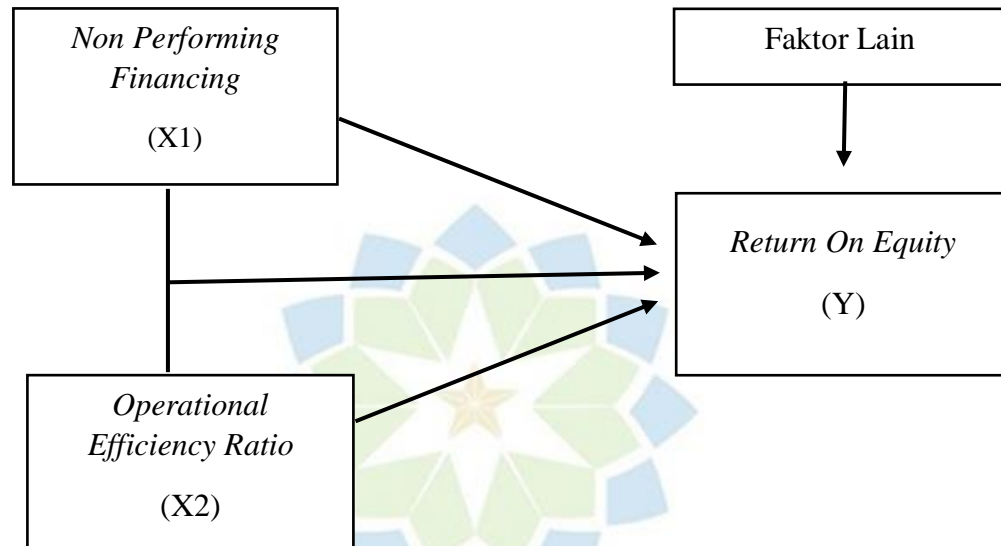 Non Performing
Financing
(X1)
Faktor Lain
Return On Equity
(Y)
Operational
Efficiency Ratio
(X2)